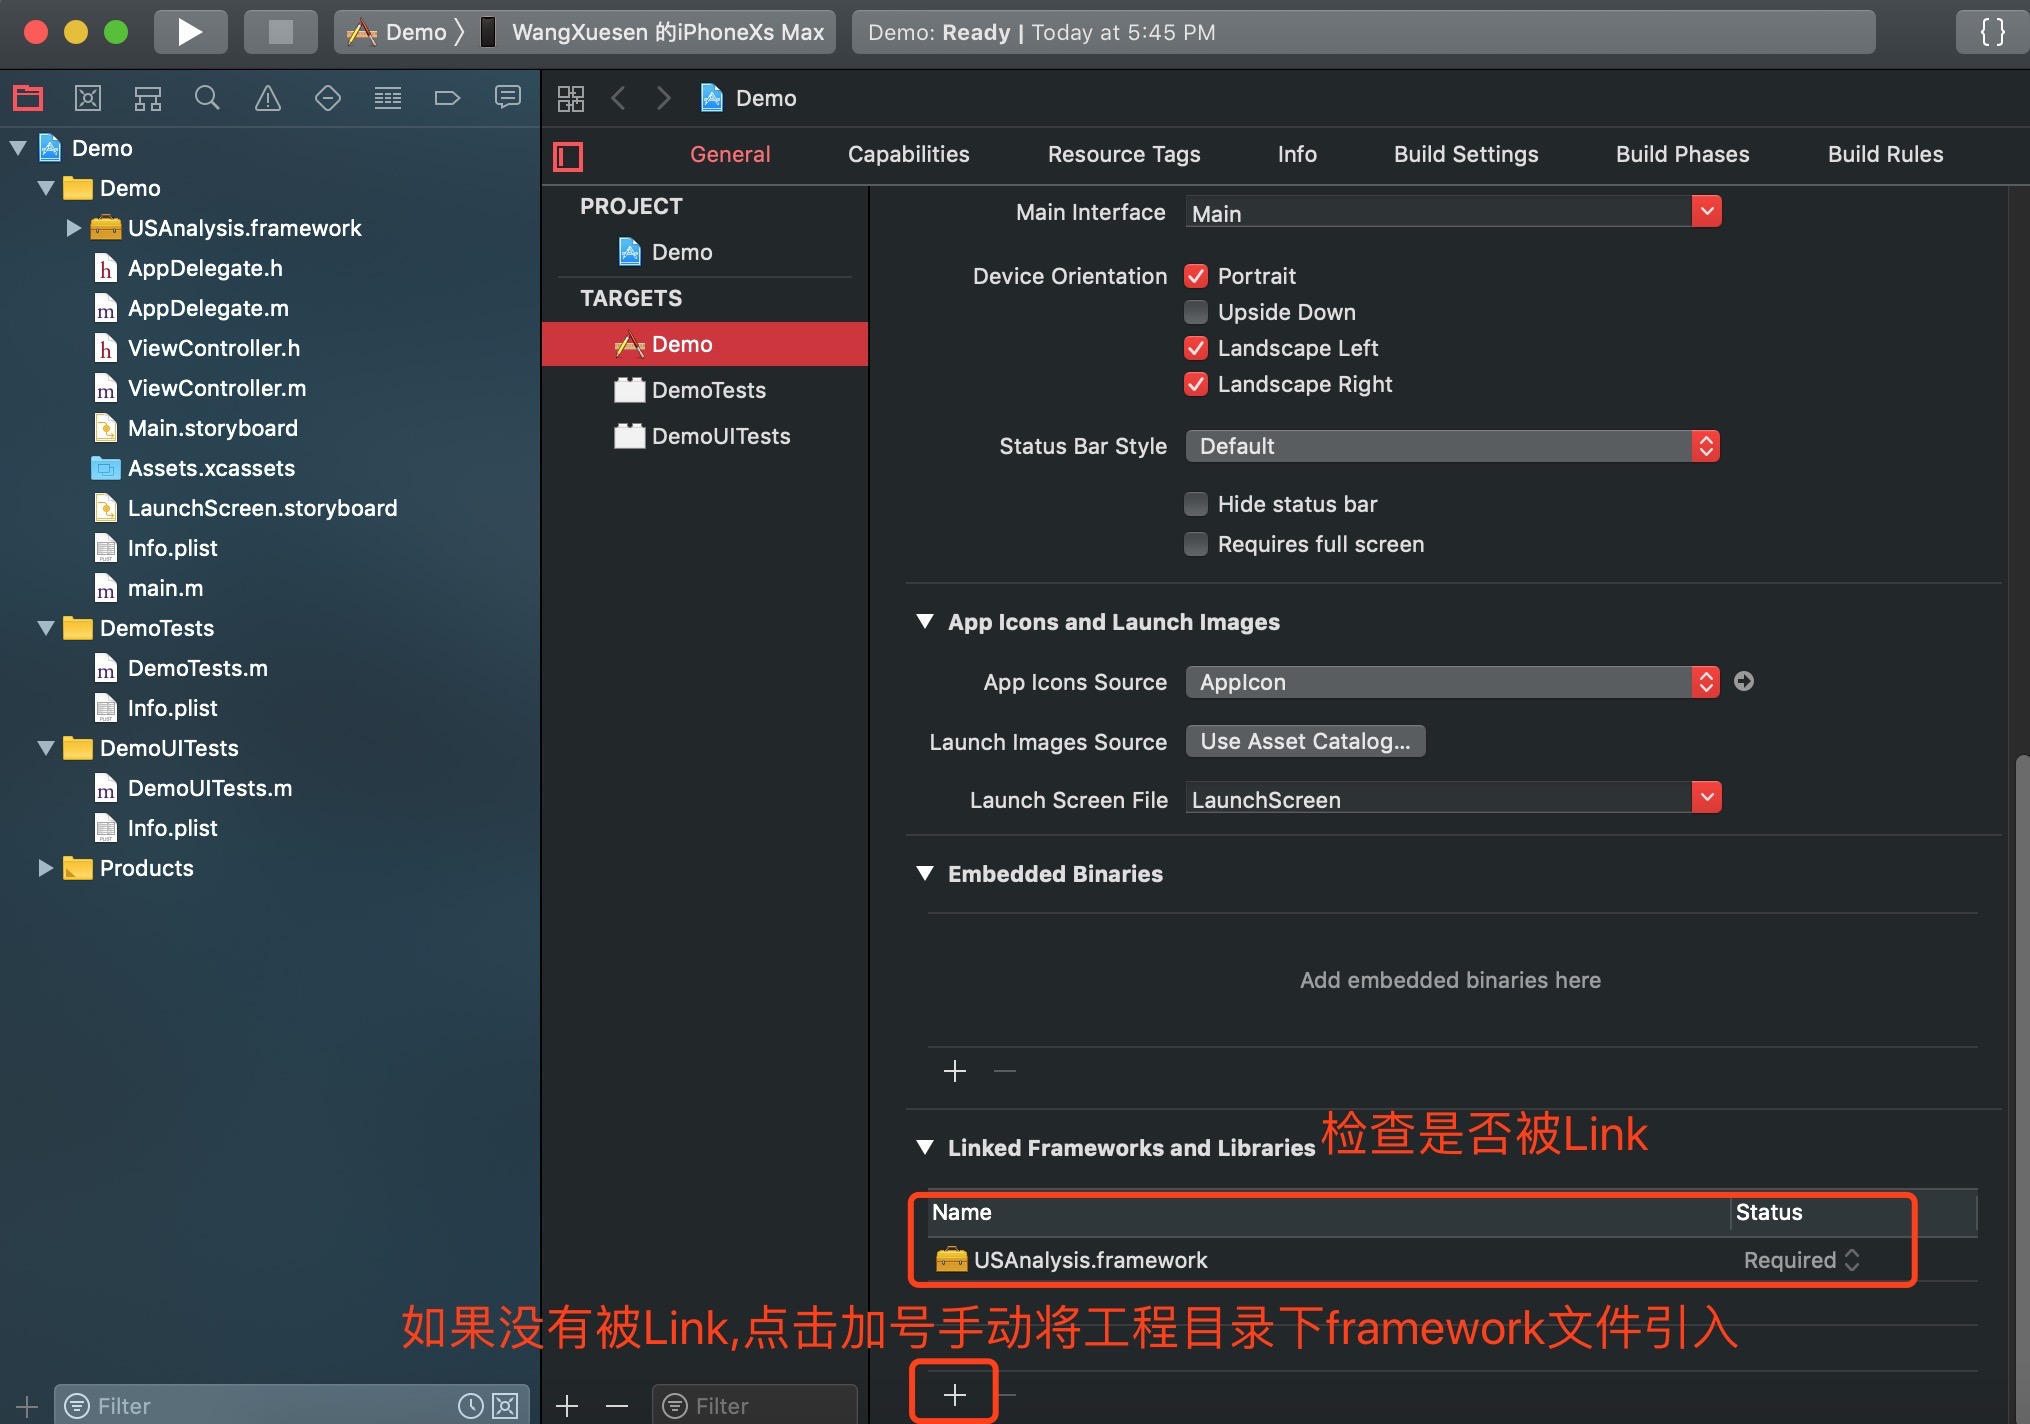 Demo
WangXuesen 的iPhoneXs Max
Demo: Ready | Today at 5:45 PM
{}
Demo
Demo
USAnalysis.framework
AppDelegate.h
AppDelegate.m
ViewController.h
ViewController.m
Main.storyboard
Assets.xcassets
LaunchScreen.storyboard
Info.plist
main.m
DemoTests
DemoTests.m
Info.plist
DemoUITests
DemoUITests.m
Info.plist
Products
Filter
Demo
General Capabilities Resource Tags Info Build Settings Build Phases Build Rules
PROJECT
Demo
TARGETS
Demo
DemoTests
DemoUITests
Filter
Main Interface Main
Device Orientation Portrait
Upside Down
Landscape Left
Landscape Right
Status Bar Style Default
Hide status bar
Requires full screen
App Icons and Launch Images
App Icons Source AppIcon
Launch Images Source Use Asset Catalog...
Launch Screen File LaunchScreen
Embedded Binaries
Add embedded binaries here
Linked Frameworks and Libraries 检查是否被Link
Name Status
USAnalysis.framework Required
如果没有被Link,点击加号手动将工程目录下framework文件引入